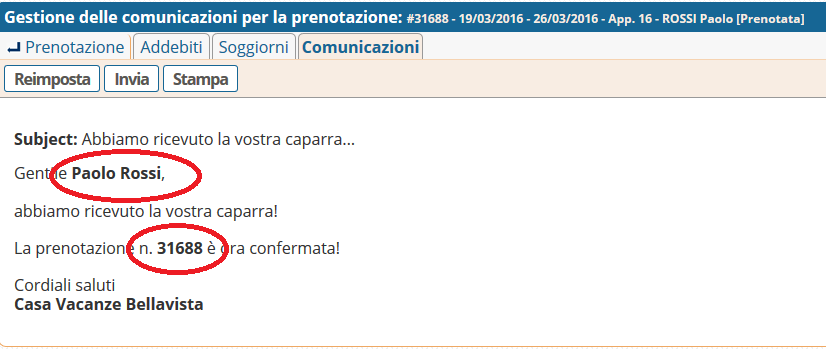 Gestione delle comunicazioni per la prenotazione: #31688 - 19/03/2016 - 26/03/2016 - App. 16 - ROSSI Paolo [Prenotata]
Prenotazione Addebiti Soggiorni Comunicazioni
Reimposta Invia Stampa
Subject: Abbiamo ricevuto la vostra caparra...
Gentile Paolo Rossi,
abbiamo ricevuto la vostra caparra!
La prenotazione n. 31688 è ora confermata!
Cordiali saluti
Casa Vacanze Bellavista